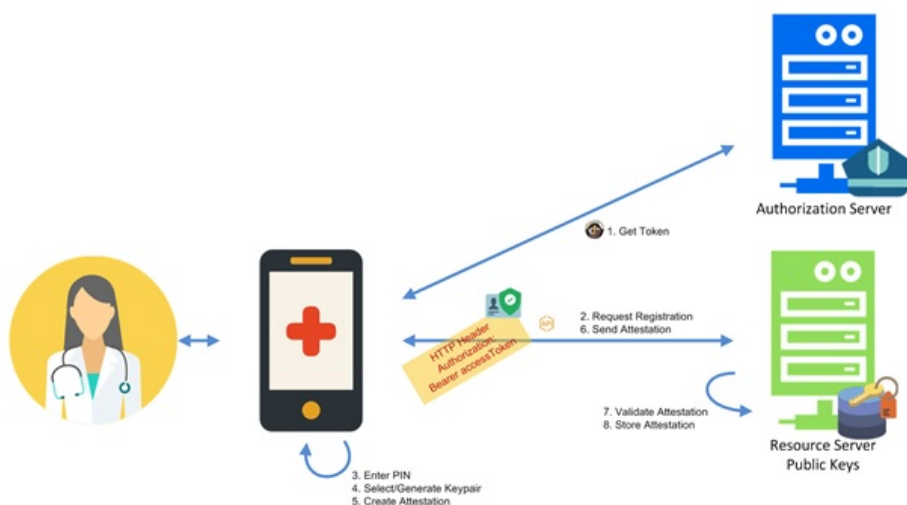 Authorization Server
1. Get Token
2. Request Registration
6. Send Attestation
API
HTTP Header
Authorization:
Bearer accessToken
7. Validate Attestation
8. Store Attestation
Resource Server
Public Keys
3. Enter PIN
4. Select/Generate Keypair
5. Create Attestation